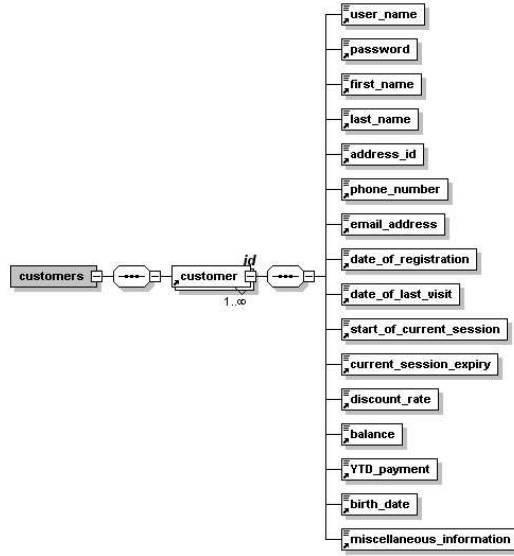 user_name
password
first_name
last_name
address_id
phone_number
email_address
id
date_of_registration
customers
customer
date_of_last_visit
1..∞
start_of_current_session
current_session_expiry
discount_rate
balance
YTD_payment
birth_date
miscellaneous_information